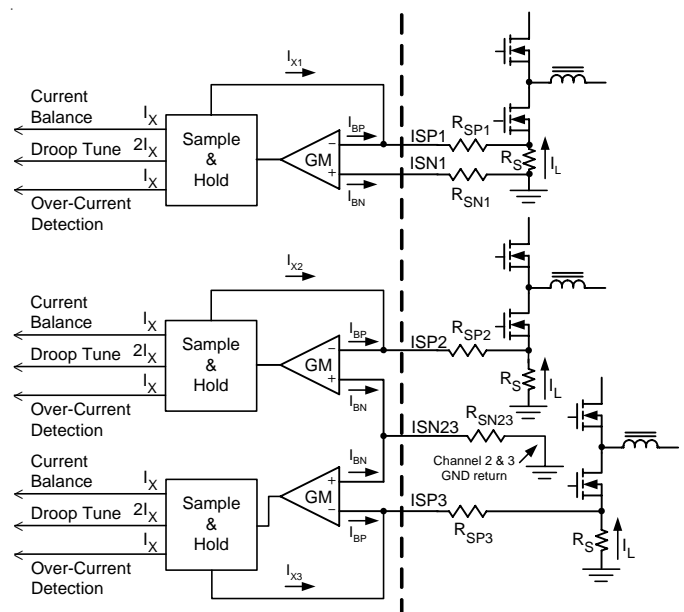 I_X1
Current
Balance
I_X
Droop Tune
2I_X
I_X
Over-Current
Detection
Sample
&
Hold
GM
−
+
I_BP
I_BN
ISP1
R_SP1
ISN1
R_SN1
R_S
I_L
I_X2
Current
Balance
I_X
Droop Tune
2I_X
I_X
Over-Current
Detection
Sample
&
Hold
GM
−
+
I_BP
I_BN
ISP2
R_SP2
R_S
I_L
ISN23
R_SN23
Channel 2 & 3
GND return
Current
Balance
I_X
Droop Tune
2I_X
I_X
Over-Current
Detection
Sample
&
Hold
GM
+
−
I_BN
I_BP
ISP3
R_SP3
R_S
I_L
I_X3